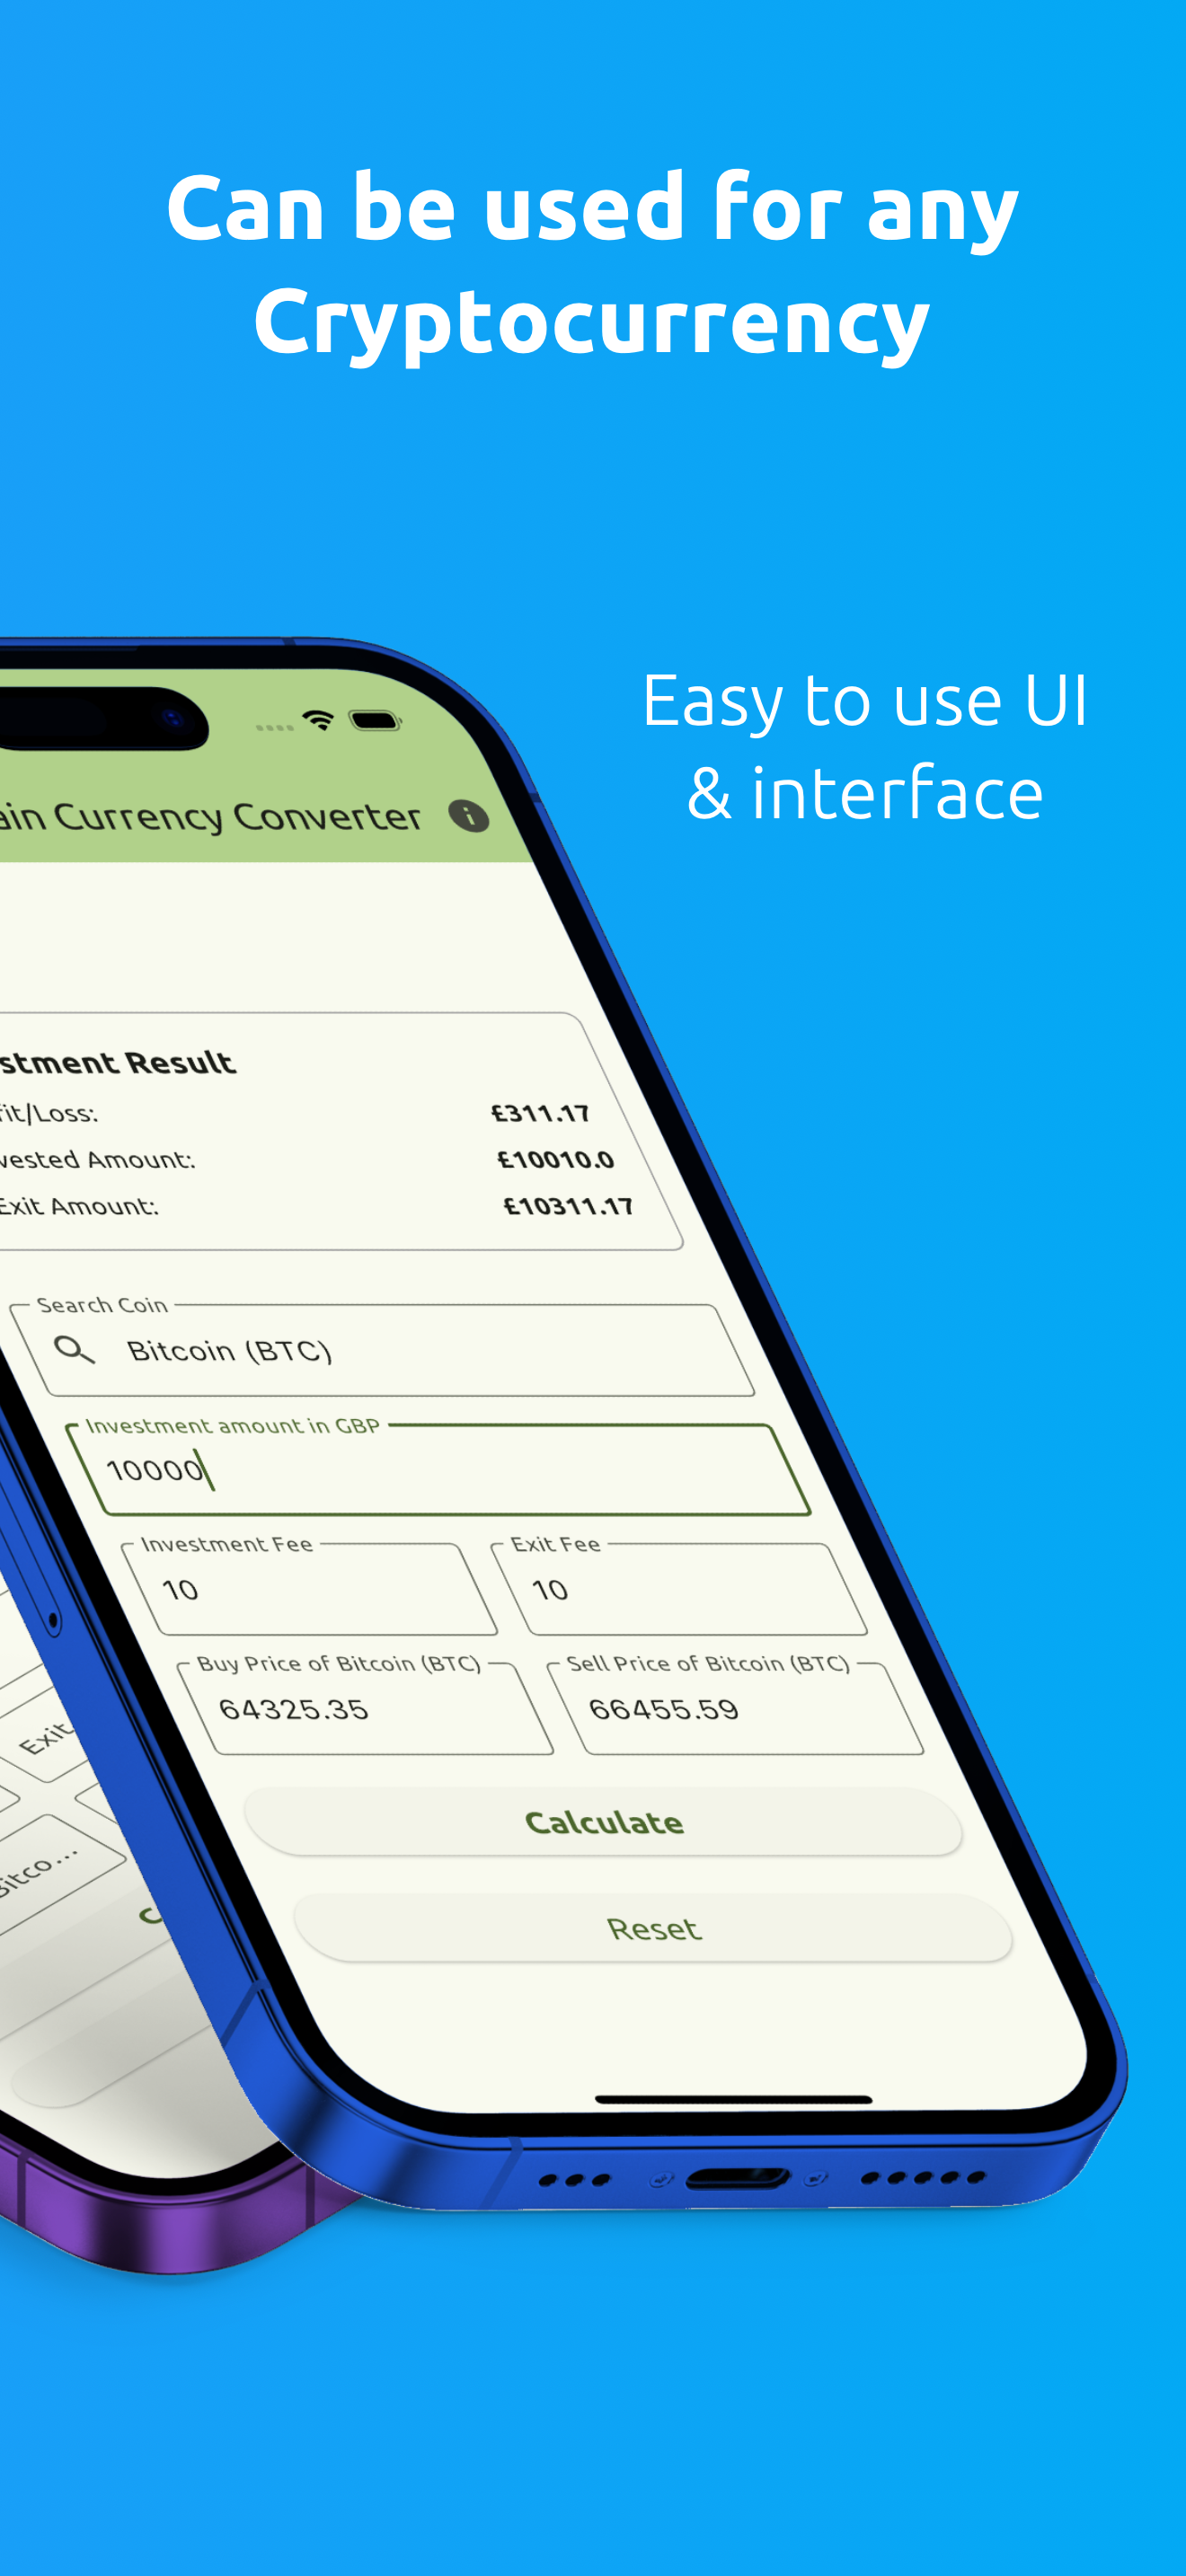 Can be used for any
Cryptocurrency
Easy to use UI
& interface
ain Currency Converter
stment Result
fit/Loss: £311.17
vested Amount: £10010.0
Exit Amount: £10311.17
Search Coin
Bitcoin (BTC)
Investment amount in GBP
10000
Investment Fee Exit Fee
10 10
Buy Price of Bitcoin (BTC) Sell Price of Bitcoin (BTC)
64325.35 66455.59
Calculate
Reset
Exit
Bitco...
C